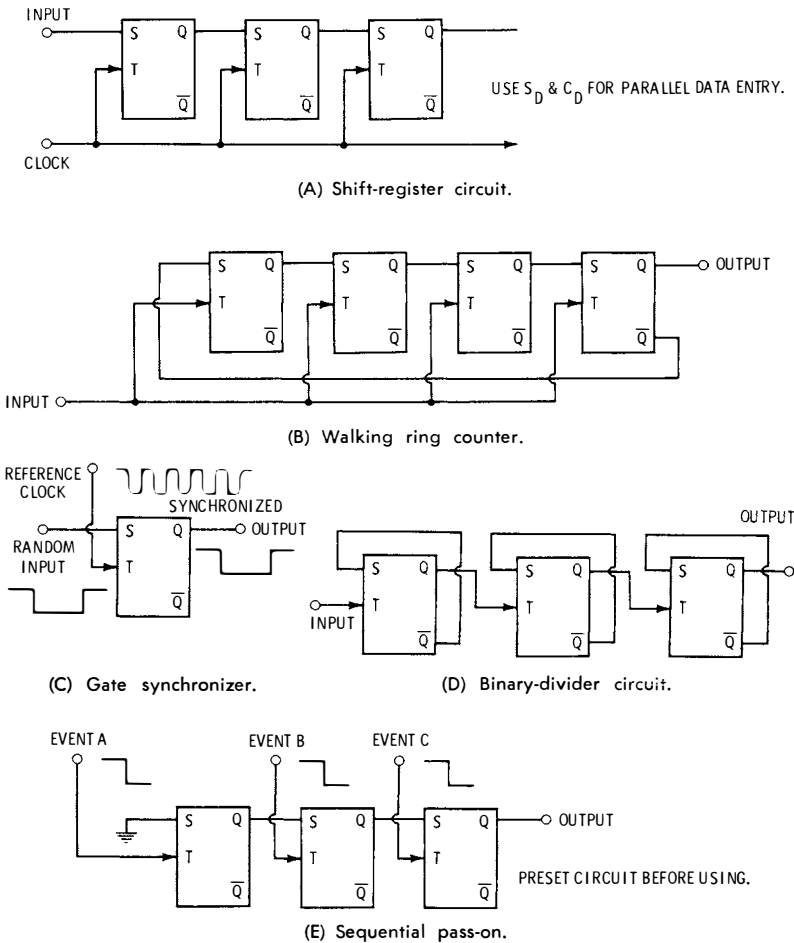 INPUT
S Q S Q S Q
T T T
Q̅ Q̅ Q̅
USE S_D & C_D FOR PARALLEL DATA ENTRY.
CLOCK
(A) Shift-register circuit.
S Q S Q S Q S Q OUTPUT
T T T T
Q̅ Q̅ Q̅ Q̅
INPUT
(B) Walking ring counter.
REFERENCE
CLOCK
SYNCHRONIZED
S Q OUTPUT
RANDOM
INPUT
T
Q̅
(C) Gate synchronizer.
OUTPUT
S Q S Q S Q
T T T
INPUT
Q̅ Q̅ Q̅
(D) Binary-divider circuit.
EVENT A EVENT B EVENT C
S Q S Q S Q OUTPUT
T T T
Q̅ Q̅ Q̅
PRESET CIRCUIT BEFORE USING.
(E) Sequential pass-on.